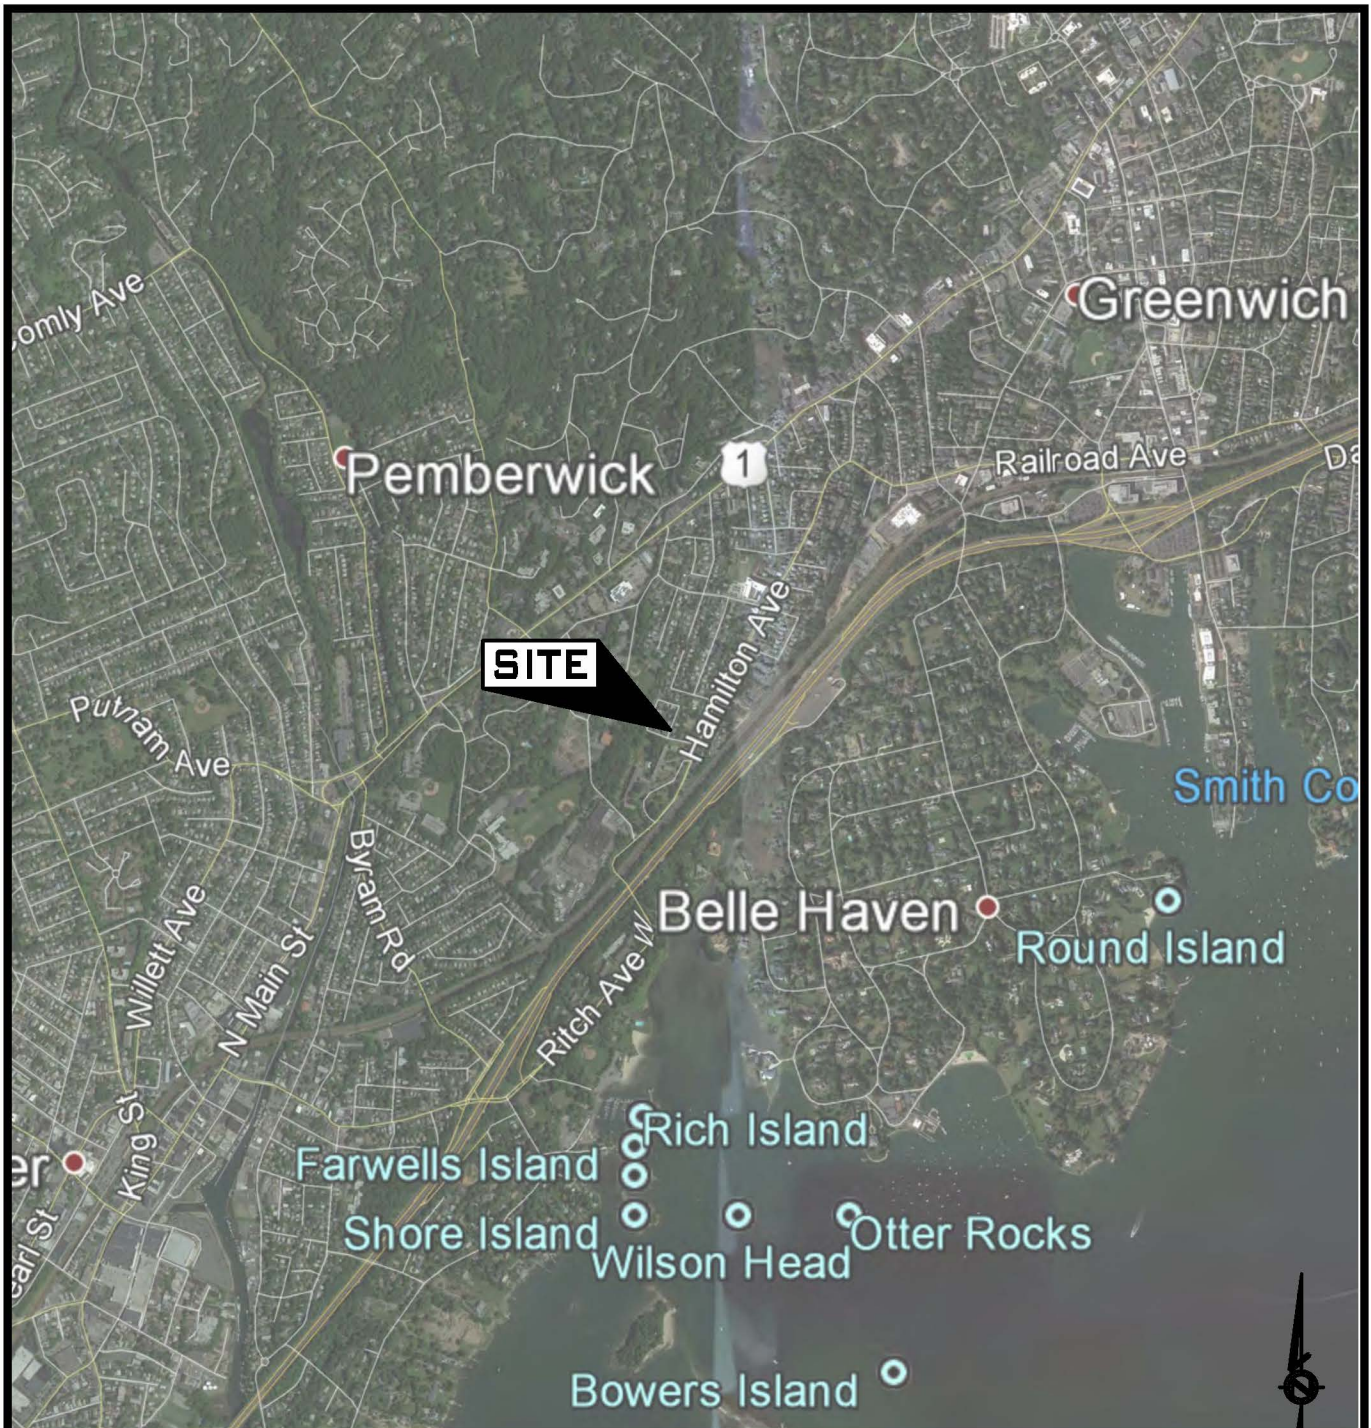 omly Ave
Greenwich
Pemberwick
1
Railroad Ave
Da
Hamilton Ave
SITE
Putnam Ave
Smith Co
Byram Rd
Willett Ave
Belle Haven
Round Island
N Main St
Ritch Ave W
King St
Rich Island
er
Farwells Island
Shore Island
Wilson Head
Otter Rocks
earl St
Bowers Island
N